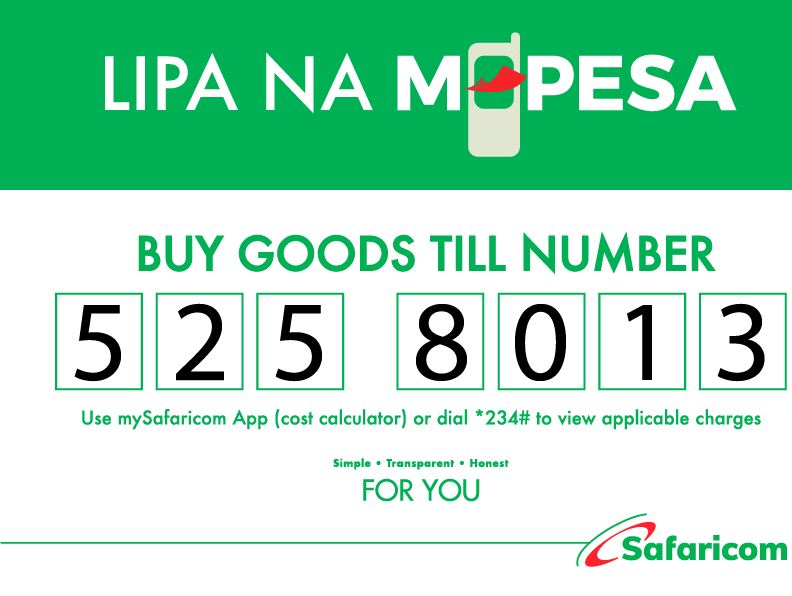 LIPA NA M-PESA
BUY GOODS TILL NUMBER
525 8013
Use mySafaricom App (cost calculator) or dial *234# to view applicable charges
Simple • Transparent • Honest
FOR YOU
Safaricom